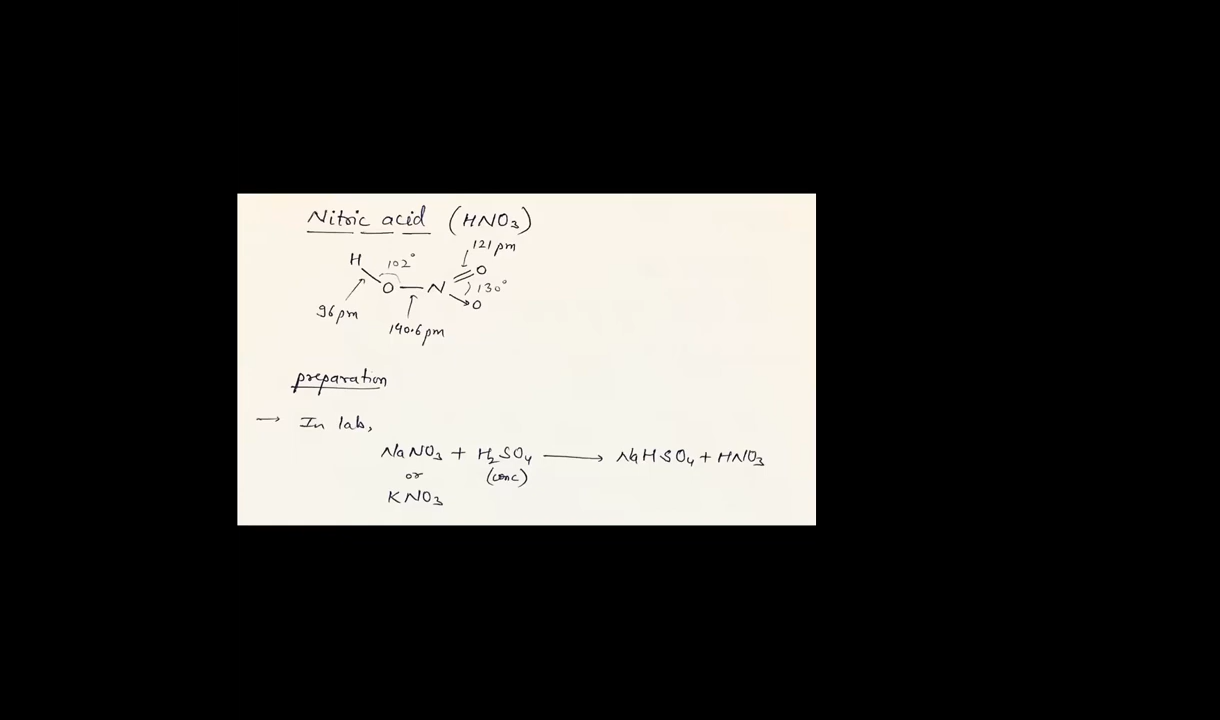 Nitric acid (HNO₃)
121 pm
H 102° O
O — N 130°
O
96 pm
140.6 pm
preparation
→ In lab,
NaNO₃ + H₂SO₄ ⟶ NaHSO₄ + HNO₃
or (conc)
KNO₃